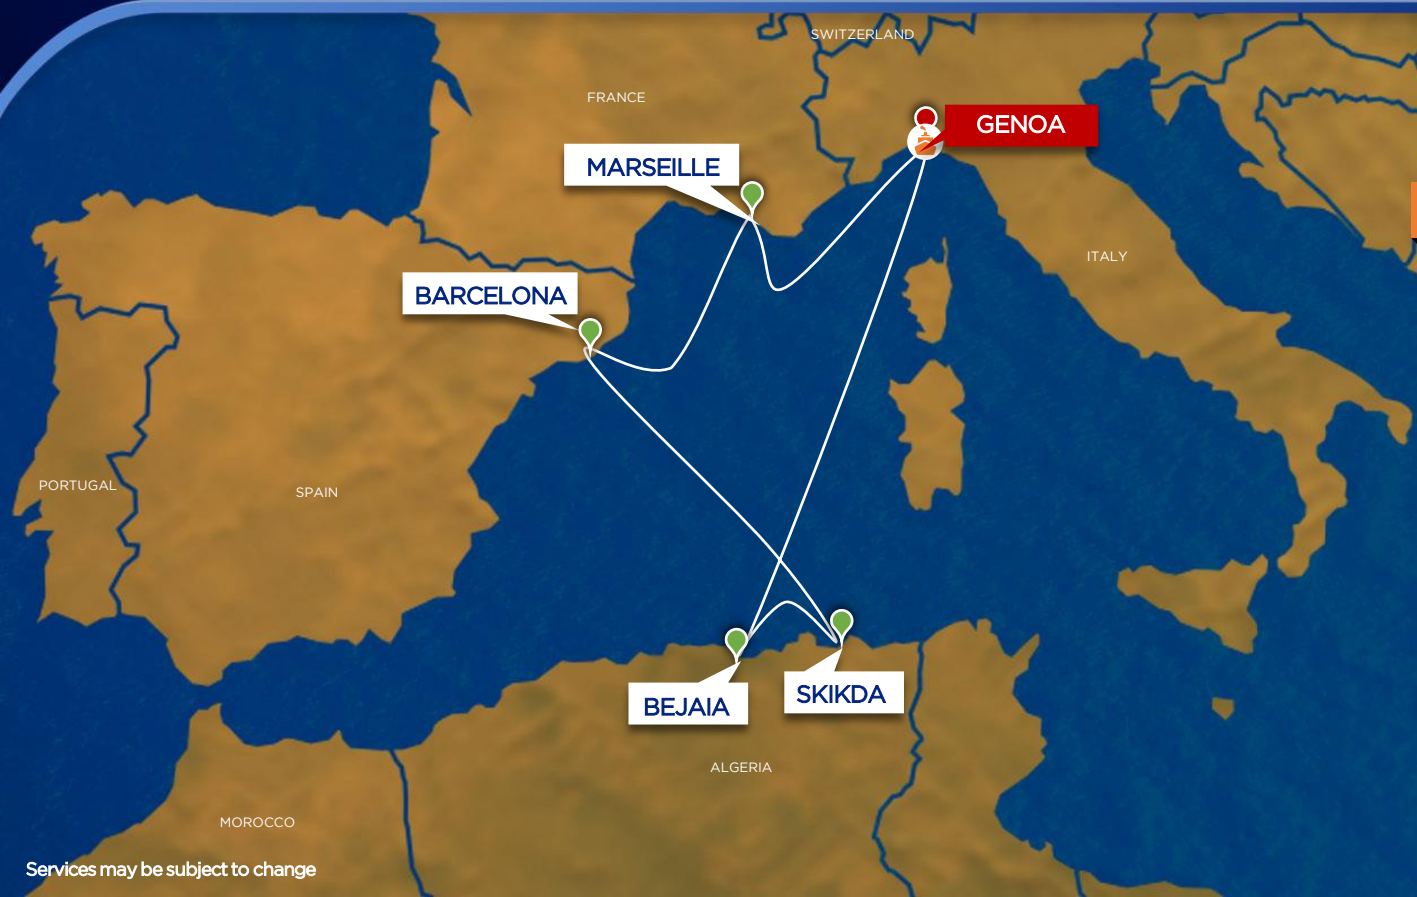 SWITZERLAND
FRANCE
GENOA
MARSEILLE
ITALY
BARCELONA
PORTUGAL
SPAIN
BEJAIA
SKIKDA
ALGERIA
MOROCCO
Services may be subject to change